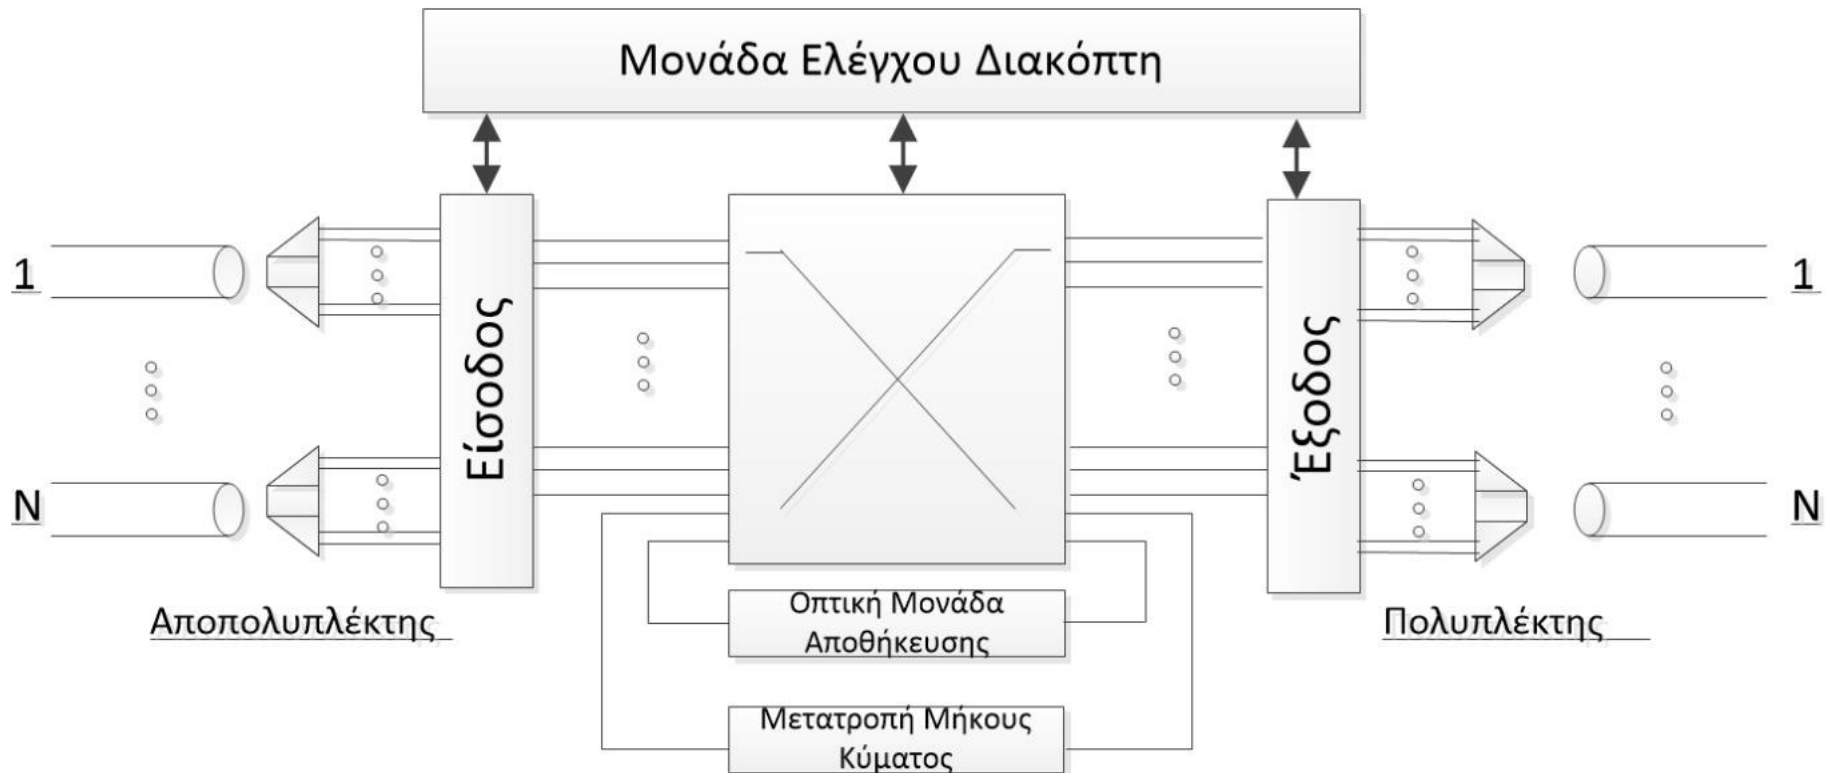 Μονάδα Ελέγχου Διακόπτη
1
1
Είσοδος
Έξοδος
N
N
Αποπολυπλέκτης
Οπτική Μονάδα
Αποθήκευσης
Πολυπλέκτης
Μετατροπή Μήκους
Κύματος